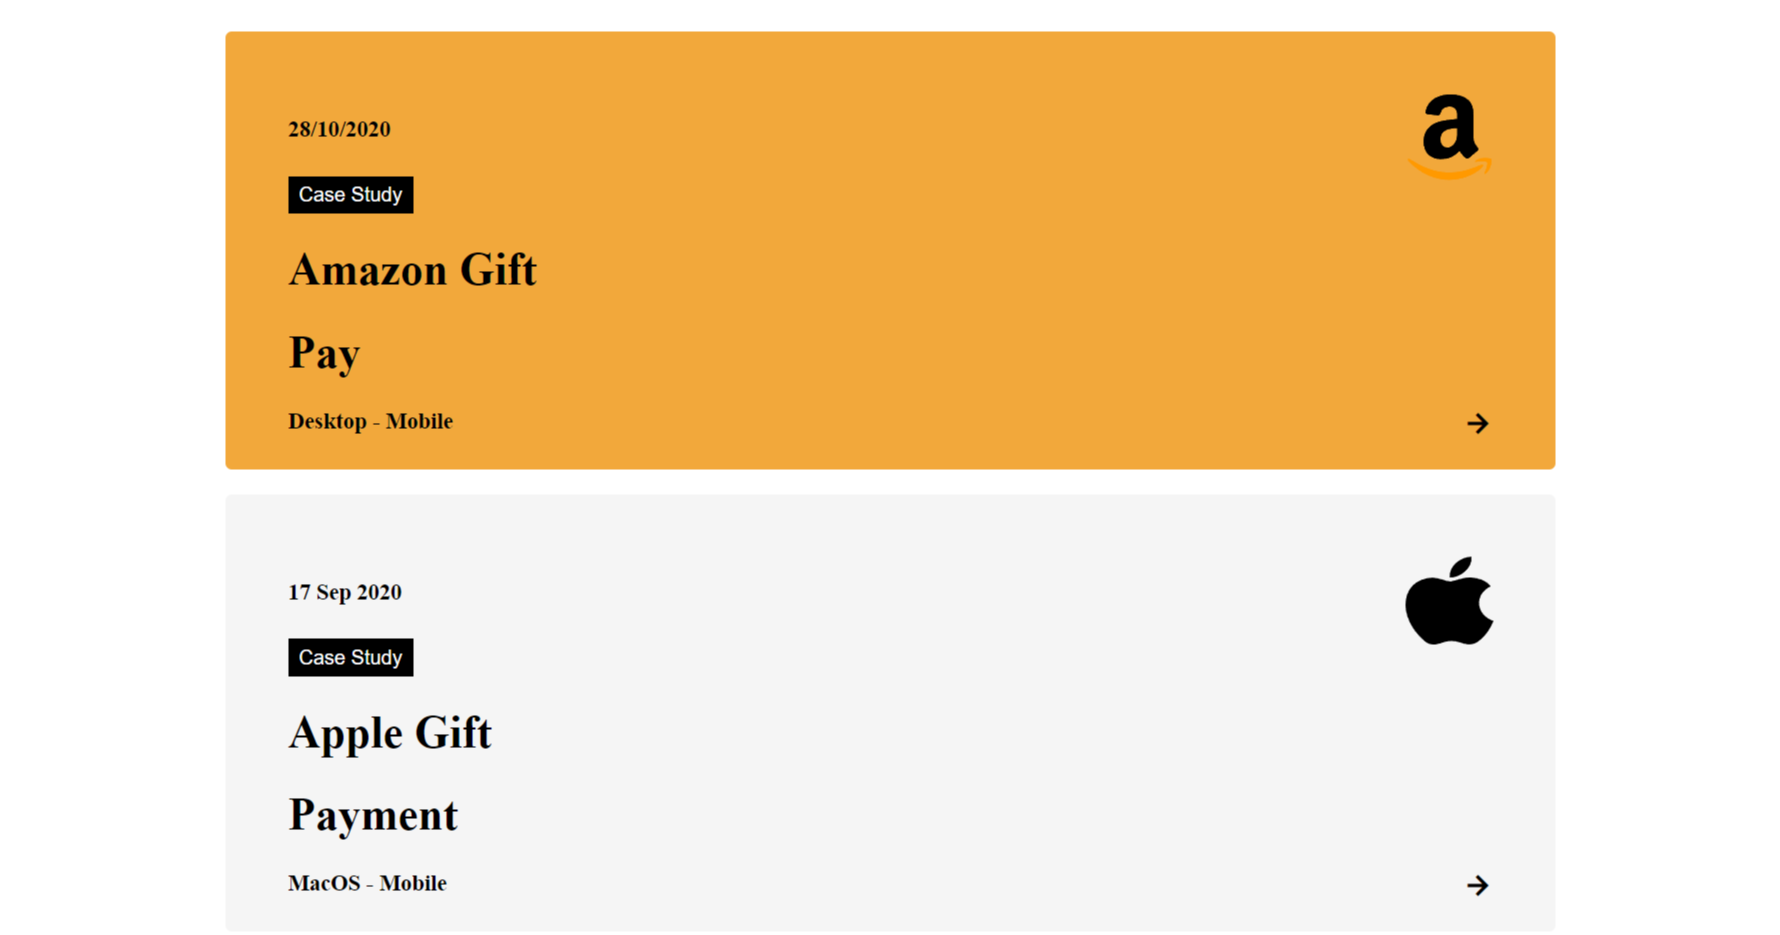 28/10/2020
Case Study
Amazon Gift
Pay
Desktop - Mobile
17 Sep 2020
Case Study
Apple Gift
Payment
MacOS - Mobile